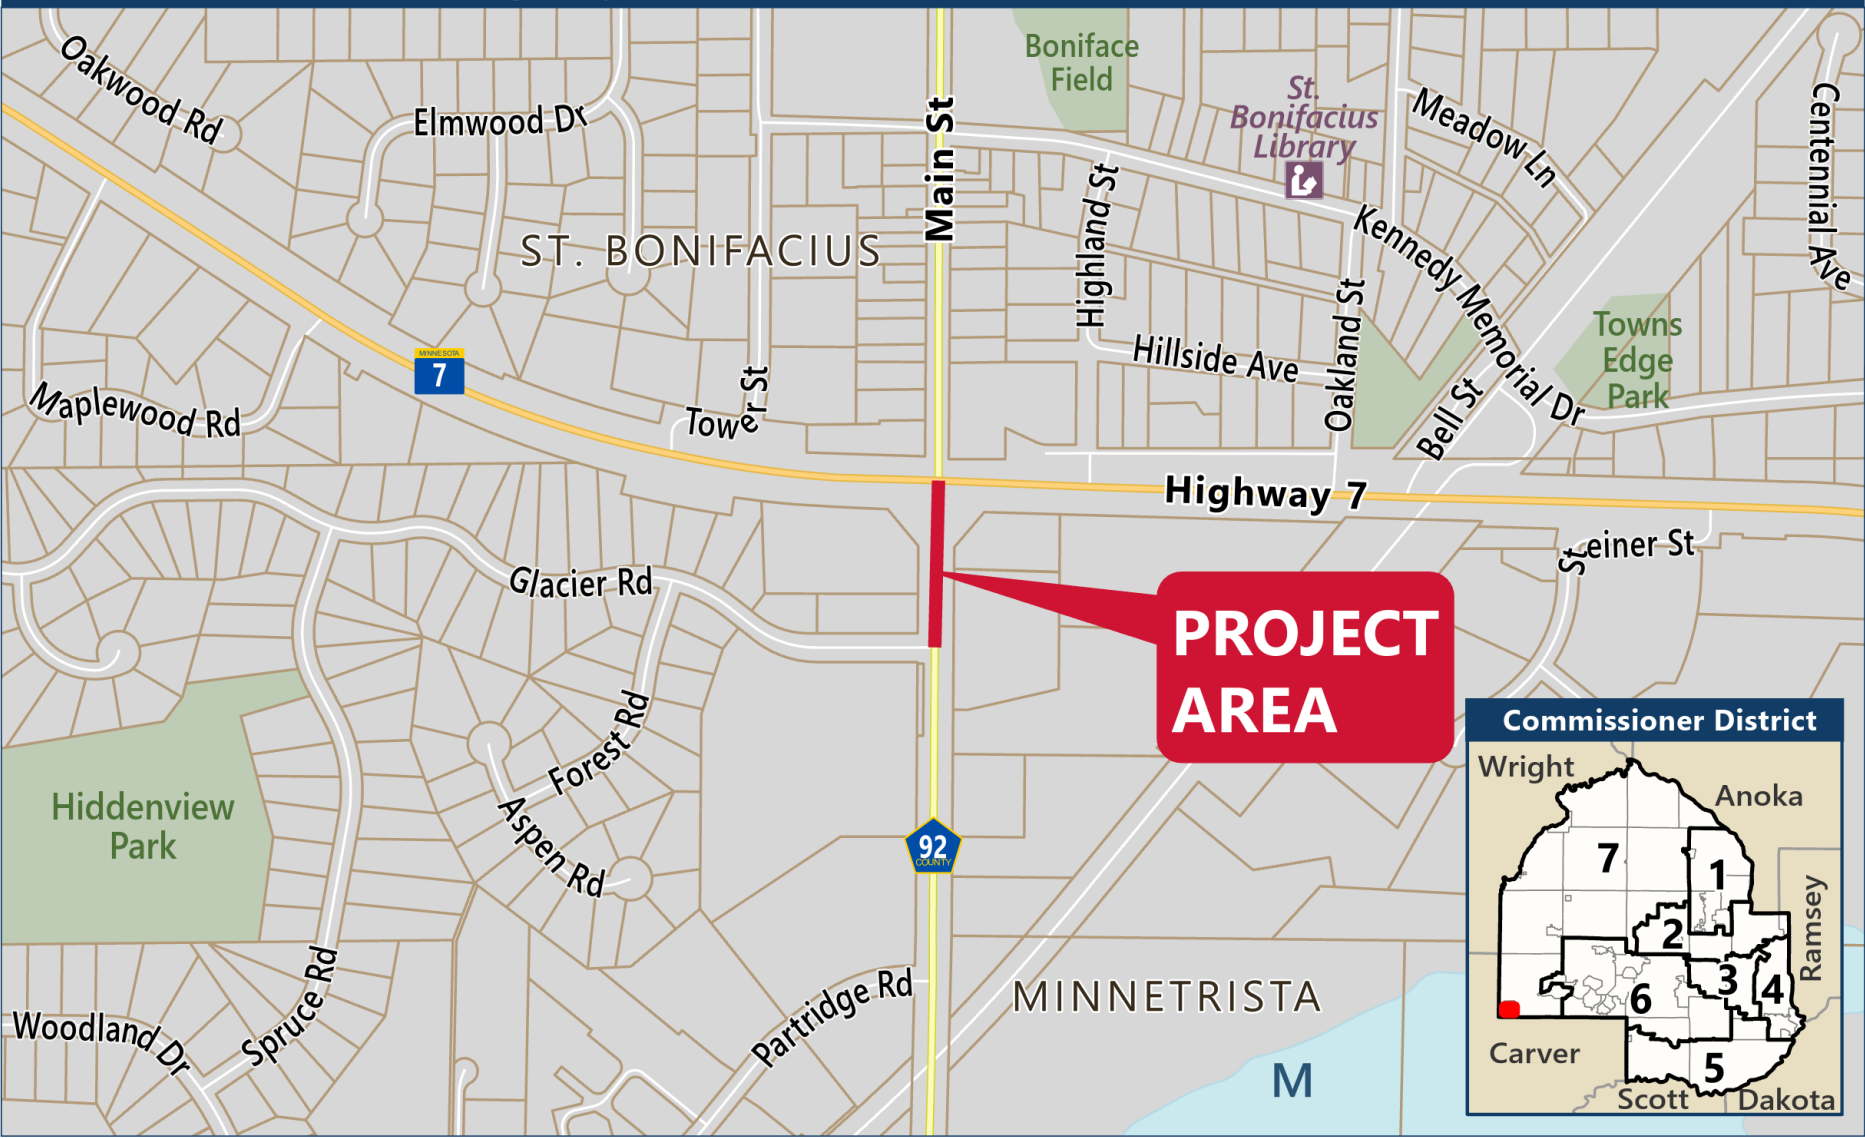 Oakwood Rd
Elmwood Dr
Main St
Boniface
Field
St.
Bonifacius
Library
Meadow Ln
Centennial Ave
ST. BONIFACIUS
Highland St
Kennedy Memorial Dr
Oakland St
Hillside Ave
Towns
Edge
Park
MINNESOTA
7
Maplewood Rd
Tower St
Bell St
Highway 7
Steiner St
Glacier Rd
PROJECT
AREA
Forest Rd
Hiddenview
Park
Aspen Rd
92
COUNTY
Spruce Rd
Woodland Dr
Partridge Rd
MINNETRISTA
M
Commissioner District
Wright
Anoka
7
1
2
Ramsey
3
4
6
Carver
5
Scott
Dakota